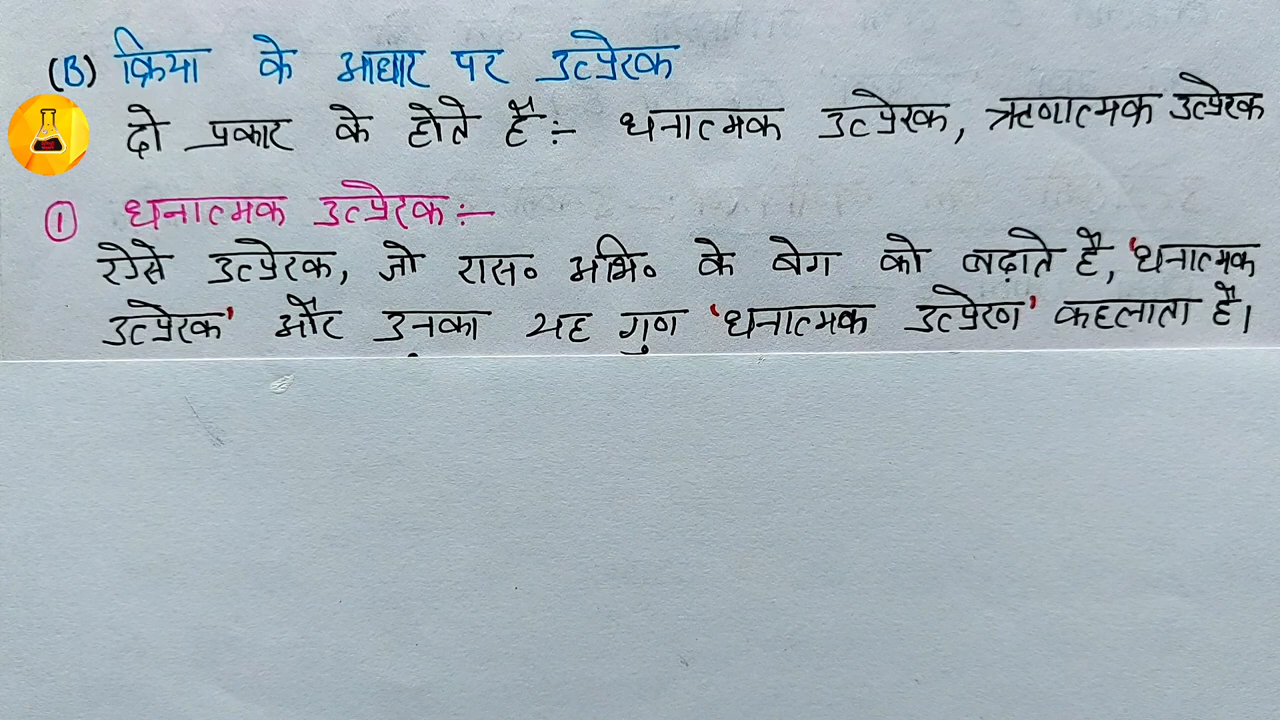 (B) क्रिया के आधार पर उत्प्रेरक
दो प्रकार के होते हैं:- धनात्मक उत्प्रेरक, ऋणात्मक उत्प्रेरक
① धनात्मक उत्प्रेरक:-
ऐसे उत्प्रेरक, जो रास० अभि० के वेग को बढ़ाते है, 'धनात्मक
उत्प्रेरक' और उनका यह गुण 'धनात्मक उत्प्रेरण' कहलाता है।